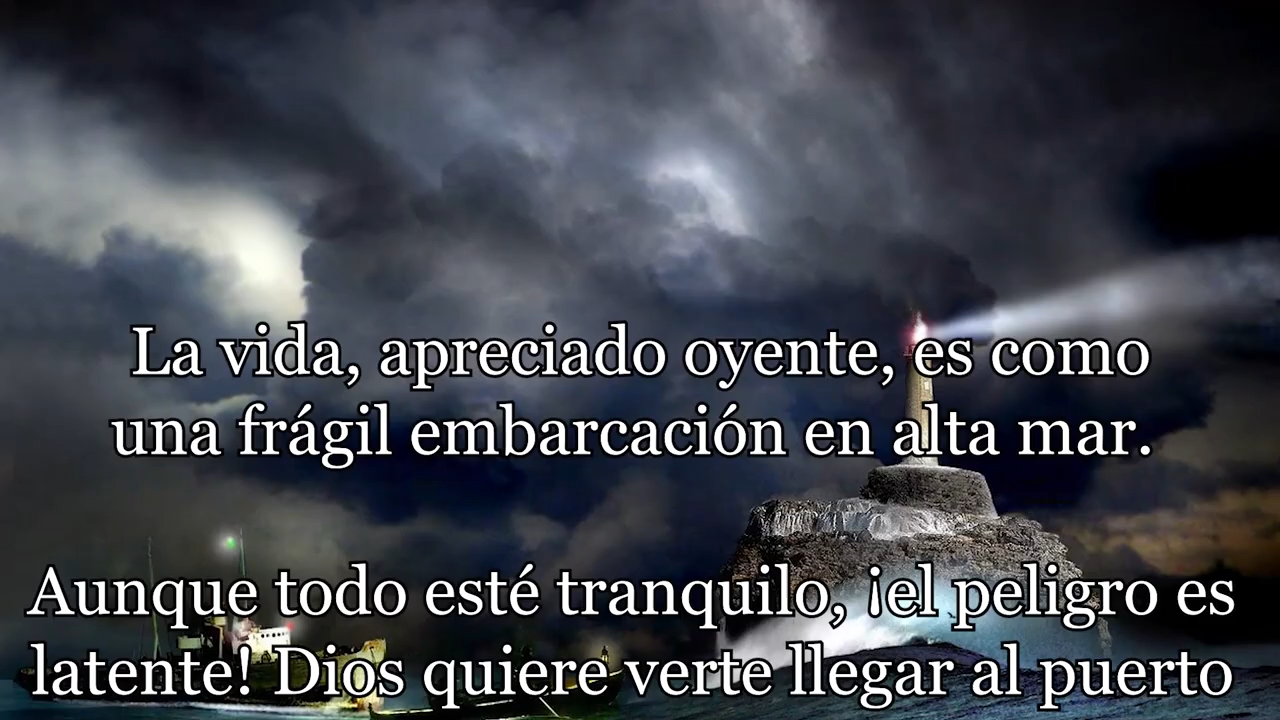 La vida, apreciado oyente, es como
una frágil embarcación en alta mar.
Aunque todo esté tranquilo, ¡el peligro es
latente! Dios quiere verte llegar al puerto